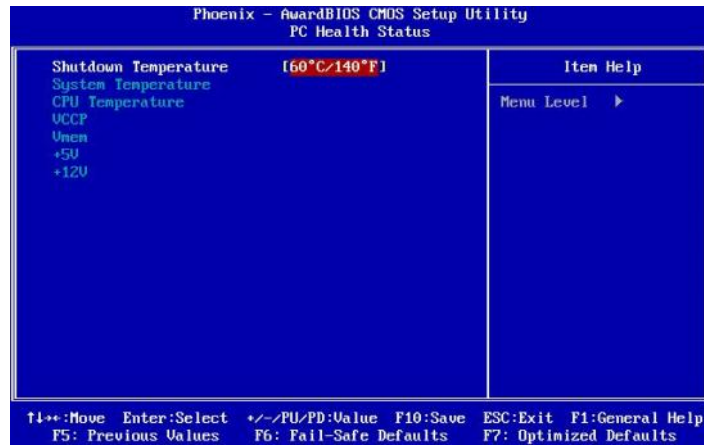 Phoenix - AwardBIOS CMOS Setup Utility
PC Health Status
Shutdown Temperature [60°C/140°F]
System Temperature
CPU Temperature
VCCP
Vmem
+5V
+12V
Item Help
Menu Level ▶
↑↓→←:Move Enter:Select +/-/PU/PD:Value F10:Save ESC:Exit F1:General Help
F5: Previous Values F6: Fail-Safe Defaults F7: Optimized Defaults